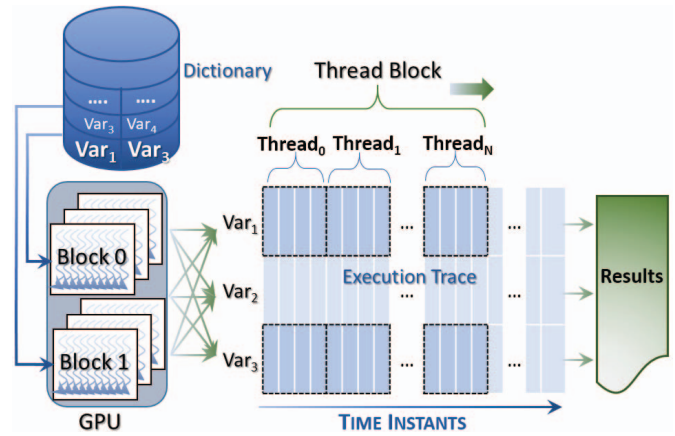 Dictionary
.... ....
Var3 Var4
Var1 Var3
Thread Block
Thread0 Thread1 ThreadN
Block 0
Block 1
GPU
Var1 ... ...
Execution Trace
Var2 ...
Var3 ... ...
Results
TIME INSTANTS